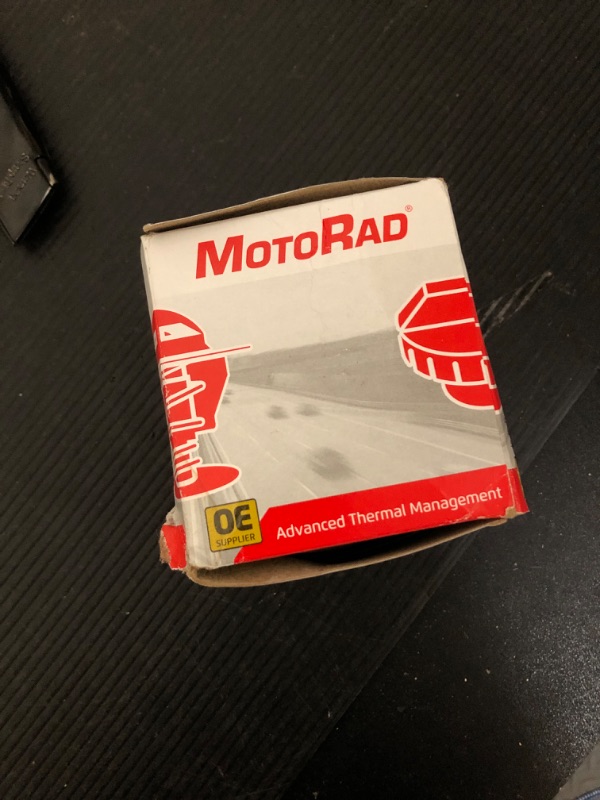 MOTORAD®
OE
SUPPLIER
Advanced Thermal Management